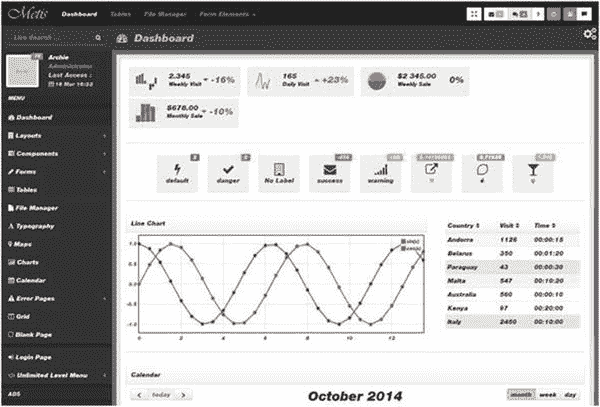 Metis Dashboard Tables File Manager Form Elements
Live Search ...
Dashboard
Archie
Administrator
Last Access :
16 Mar 16:32
MENU
Dashboard
Layouts
Components
Forms
Tables
File Manager
Typography
Maps
Charts
Calendar
Error Pages
Grid
Blank Page
Login Page
Unlimited Level Menu
ADS
2.345
Weekly Visit
-16%
165
Daily Visit
+23%
$2 345.00
Weekly Sale
0%
$678.00
Monthly Sale
-10%
default
danger
No Label
success
warning
Line Chart
1.0
0.5
0.0
-0.5
-1.0
0 2 4 6 8 10 12
sin(x)
cos(x)
Country Visit Time
Andorra 1126 00:00:15
Belarus 350 00:01:20
Paraguay 43 00:00:30
Malta 547 00:10:20
Australia 560 00:00:10
Kenya 97 00:20:00
Italy 2450 00:10:00
Calendar
today
October 2014
month week day